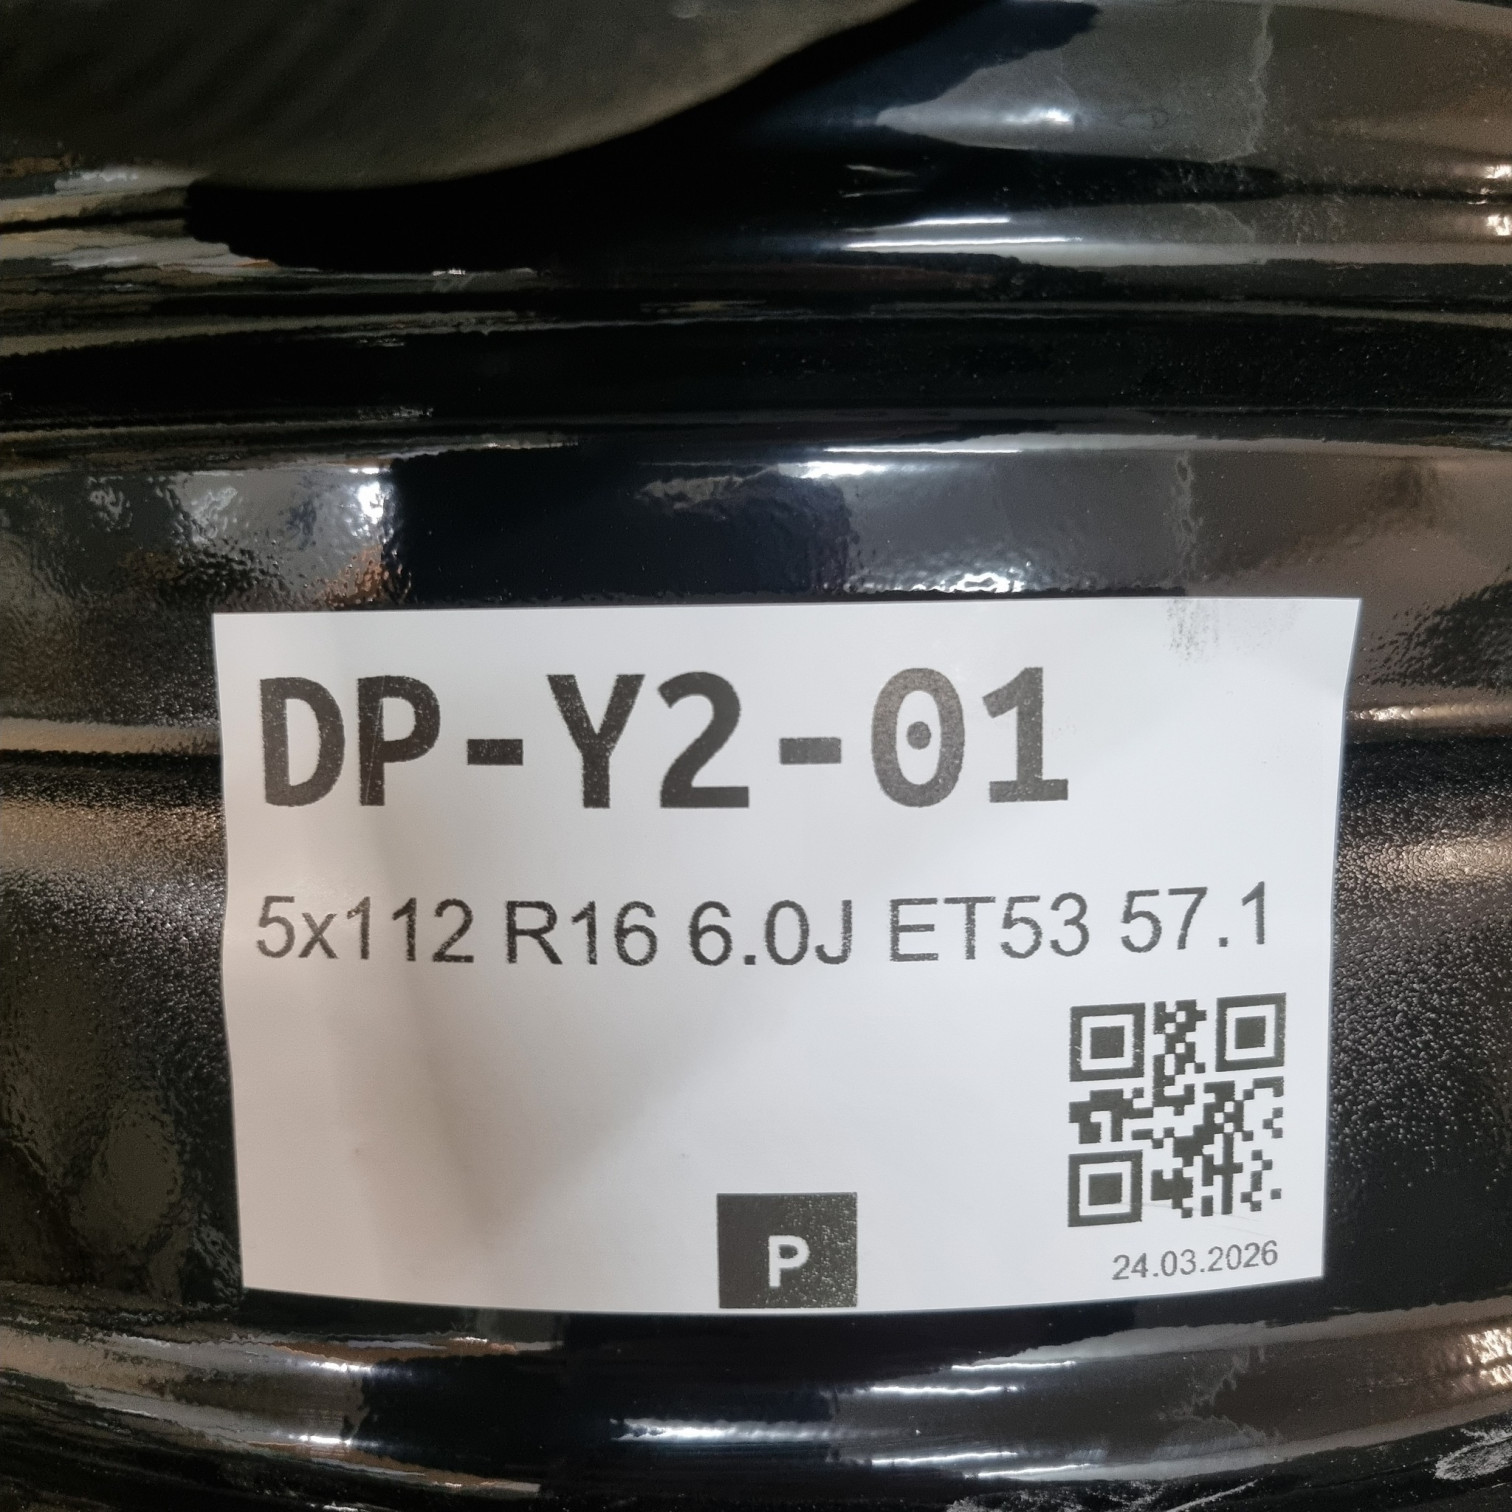 DP-Y2-01
5x112 R16 6.0J ET53 57.1
P
24.03.2026